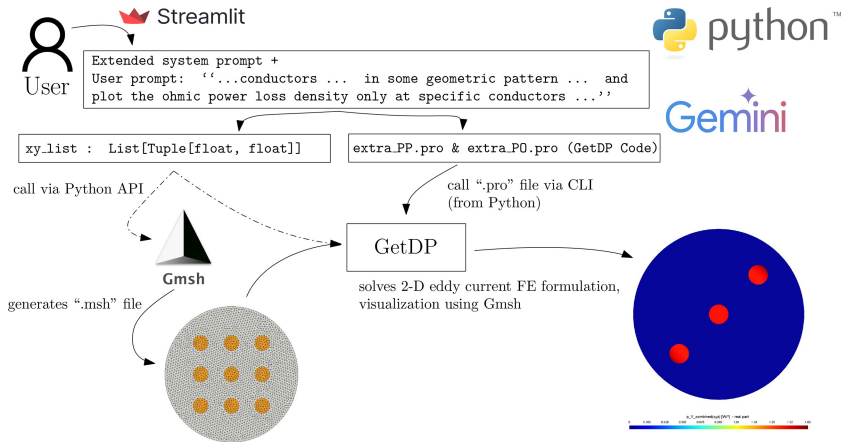 Streamlit
python™
User
Extended system prompt +
User prompt: ‘‘...conductors ... in some geometric pattern ... and
plot the ohmic power loss density only at specific conductors ...’’
Gemini
xy_list : List[Tuple[float, float]]
extra_PP.pro & extra_PO.pro (GetDP Code)
call via Python API
call “.pro” file via CLI
(from Python)
Gmsh
GetDP
generates “.msh” file
solves 2-D eddy current FE formulation,
visualization using Gmsh